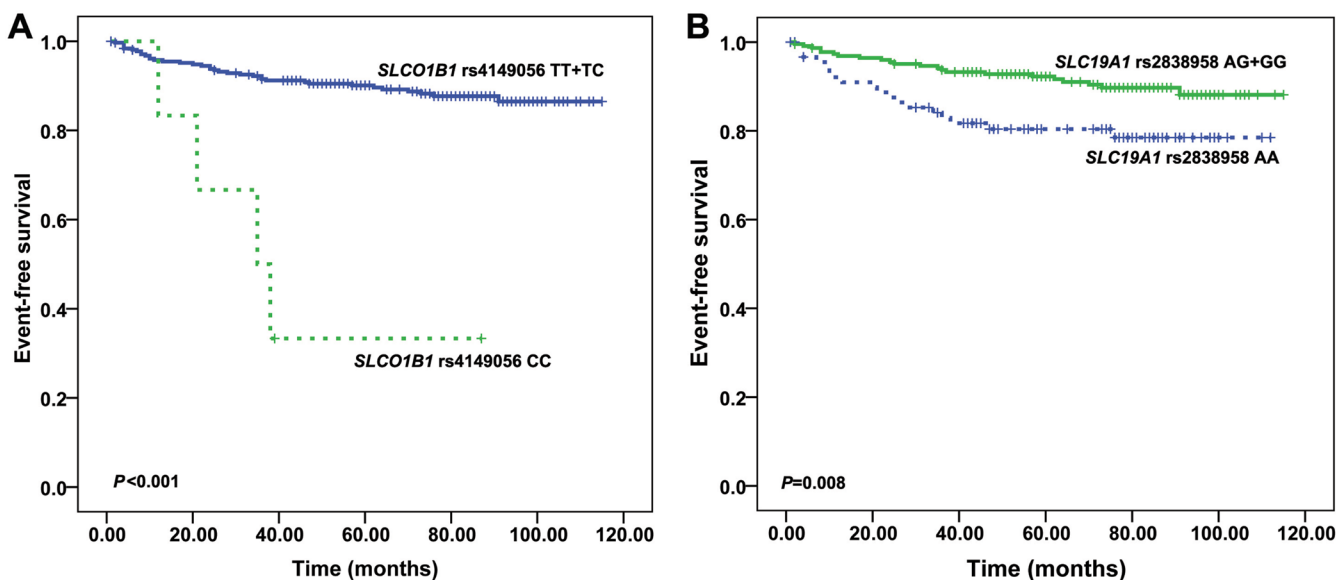 A
Event-free survival
1.0
0.8
0.6
0.4
0.2
0.0
SLCO1B1 rs4149056 TT+TC
SLCO1B1 rs4149056 CC
P<0.001
0.00 20.00 40.00 60.00 80.00 100.00 120.00
Time (months)
B
Event-free survival
1.0
0.8
0.6
0.4
0.2
0.0
SLC19A1 rs2838958 AG+GG
SLC19A1 rs2838958 AA
P=0.008
0.00 20.00 40.00 60.00 80.00 100.00 120.00
Time (months)